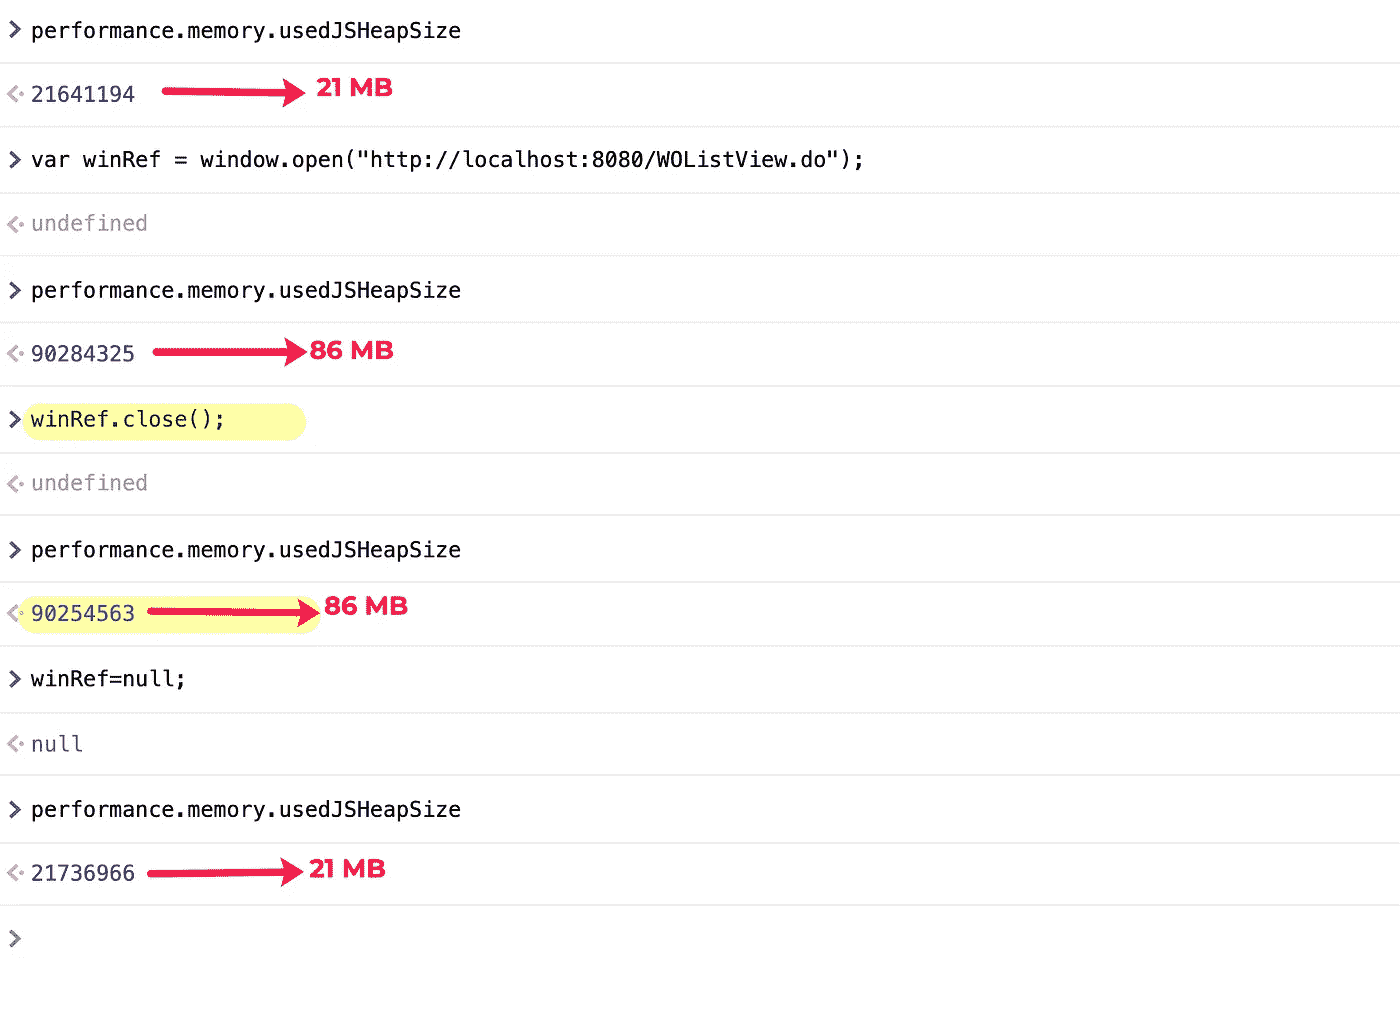 > performance.memory.usedJSHeapSize
21641194 21 MB
> var winRef = window.open("http://localhost:8080/WOListView.do");
undefined
> performance.memory.usedJSHeapSize
90284325 86 MB
> winRef.close();
undefined
> performance.memory.usedJSHeapSize
90254563 86 MB
> winRef=null;
null
> performance.memory.usedJSHeapSize
21736966 21 MB
>